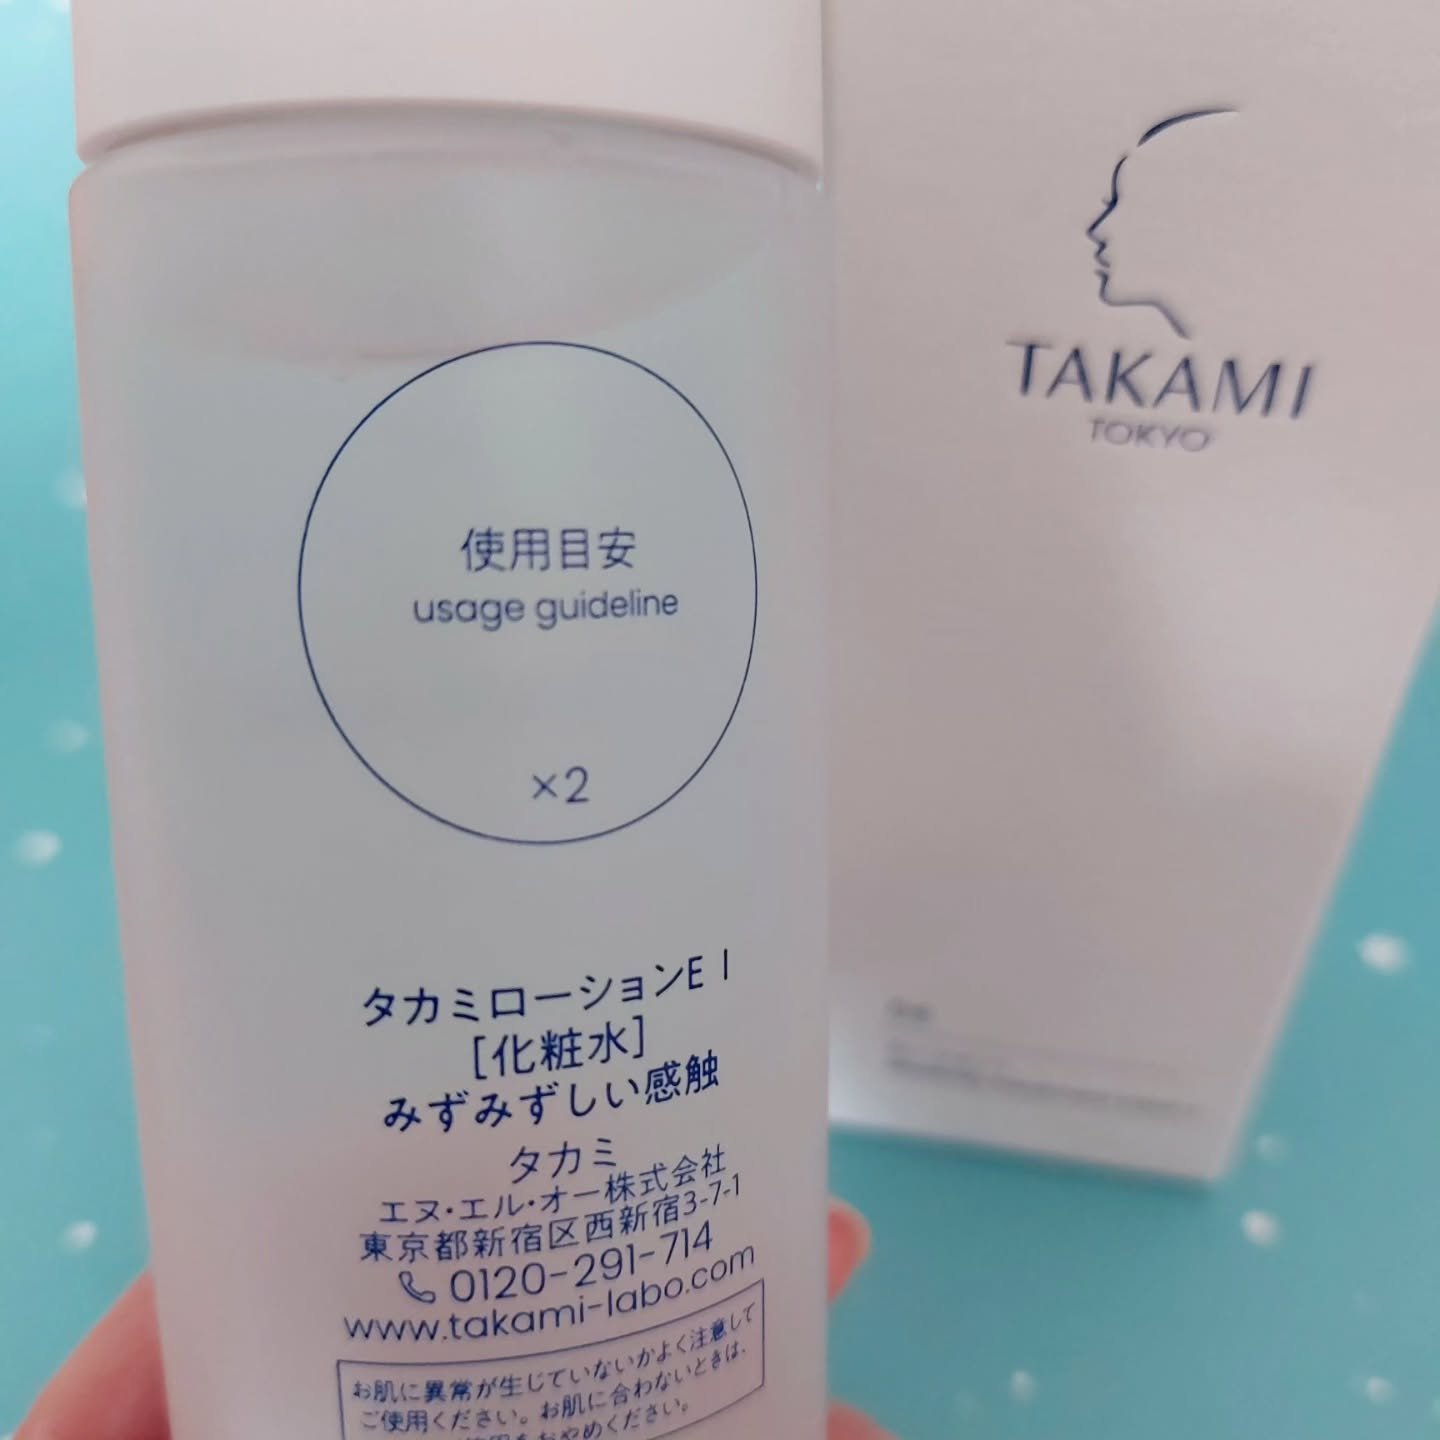 使用目安
usage guideline
×2
タカミローションE I
[化粧水]
みずみずしい感触
タカミ
エヌ・エル・オー株式会社
東京都新宿区西新宿3-7-1
0120-291-714
www.takami-labo.com
お肌に異常が生じていないかよく注意して
ご使用ください。お肌に合わないときは、
をおやめください。
TAKAMI
TOKYO